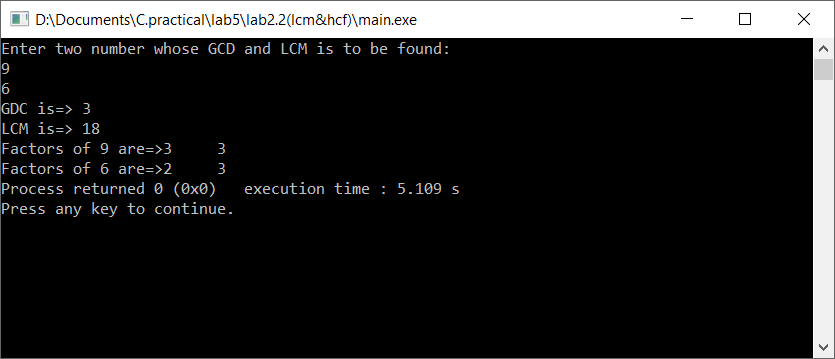 D:\Documents\C.practical\lab5\lab2.2(lcm&hcf)\main.exe
Enter two number whose GCD and LCM is to be found:
9
6
GDC is=> 3
LCM is=> 18
Factors of 9 are=>3     3
Factors of 6 are=>2     3
Process returned 0 (0x0)   execution time : 5.109 s
Press any key to continue.